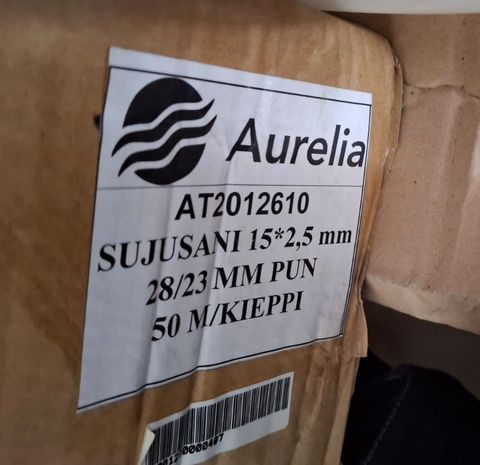 Aurelia
AT2012610
SUJUSANI 15*2,5 mm
28/23 MM PUN
50 M/KIEPPI